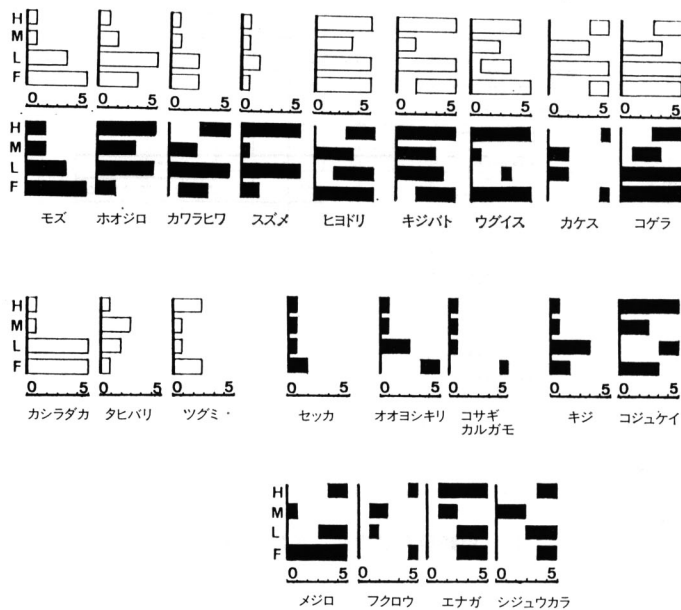 H
M
L
F
0 5 0 5 0 5 0 5 0 5 0 5 0 5 0 5 0 5
H
M
L
F
モズ ホオジロ カワラヒワ スズメ ヒヨドリ キジバト ウグイス カケス コゲラ
H
M
L
F
0 5 0 5 0 5 0 5 0 5 0 5 0 5 0 5
カシラダカ タヒバリ ツグミ セッカ オオヨシキリ コサギ キジ コジュケイ
カルガモ
H
M
L
F
0 5 0 5 0 5 0 5
メジロ フクロウ エナガ シジュウカラ